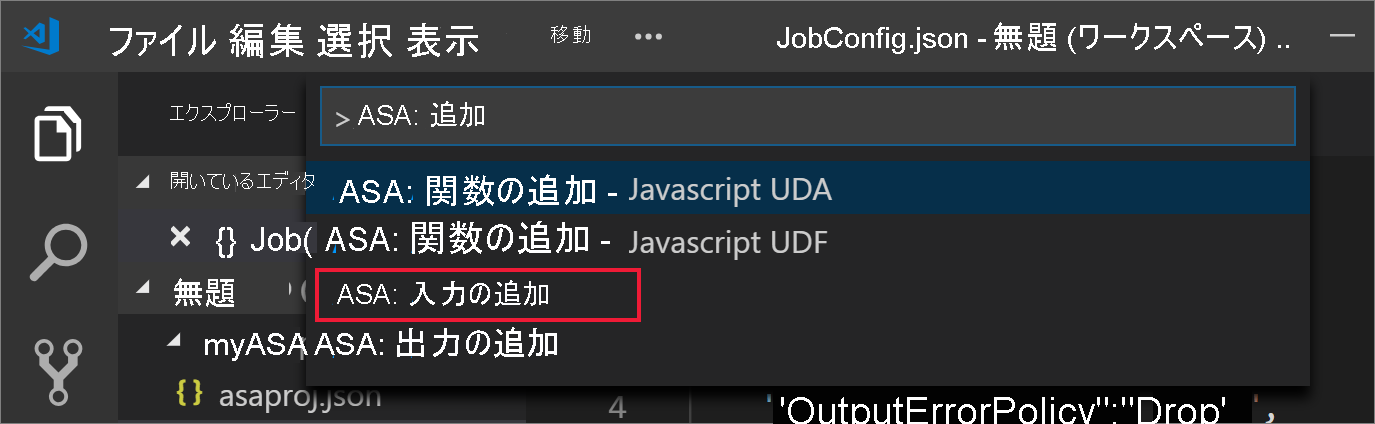 ファイル 編集 選択 表示 移動 ••• JobConfig.json - 無題 (ワークスペース) ..
エクスプローラー
> ASA: 追加
開いているエディタ
ASA: 関数の追加 - Javascript UDA
{} Job(
ASA: 関数の追加 - Javascript UDF
無題
ASA: 入力の追加
myASA
ASA: 出力の追加
{} asaproj.json
4 'OutputErrorPolicy":"Drop' ,